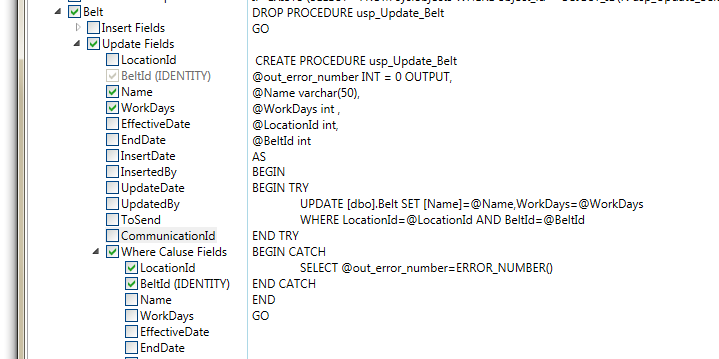 Belt
Insert Fields
Update Fields
LocationId
BeltId (IDENTITY)
Name
WorkDays
EffectiveDate
EndDate
InsertDate
InsertedBy
UpdateDate
UpdatedBy
ToSend
CommunicationId
Where Caluse Fields
LocationId
BeltId (IDENTITY)
Name
WorkDays
EffectiveDate
EndDate
DROP PROCEDURE usp_Update_Belt
GO
CREATE PROCEDURE usp_Update_Belt
@out_error_number INT = 0 OUTPUT,
@Name varchar(50),
@WorkDays int ,
@LocationId int,
@BeltId int
AS
BEGIN
BEGIN TRY
UPDATE [dbo].Belt SET [Name]=@Name,WorkDays=@WorkDays
WHERE LocationId=@LocationId AND BeltId=@BeltId
END TRY
BEGIN CATCH
SELECT @out_error_number=ERROR_NUMBER()
END CATCH
END
GO